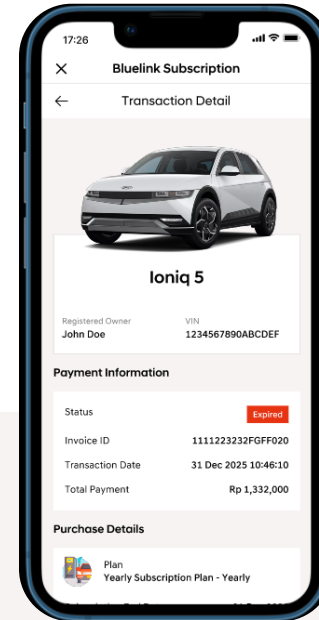 17:26
Bluelink Subscription
Transaction Detail
Ioniq 5
Registered Owner VIN
John Doe 1234567890ABCDEF
Payment Information
Status Expired
Invoice ID 1111223232FGFF020
Transaction Date 31 Dec 2025 10:46:10
Total Payment Rp 1,332,000
Purchase Details
Plan
Yearly Subscription Plan - Yearly